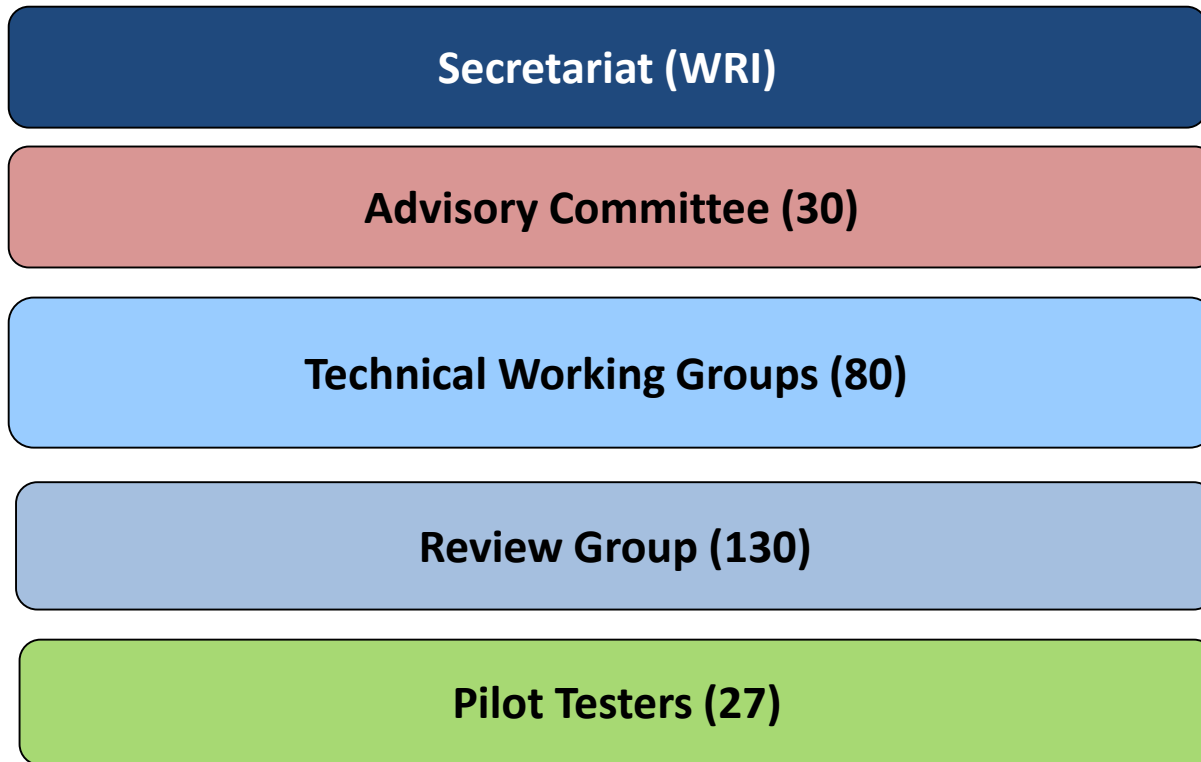 Secretariat (WRI)
Advisory Committee (30)
Technical Working Groups (80)
Review Group (130)
Pilot Testers (27)